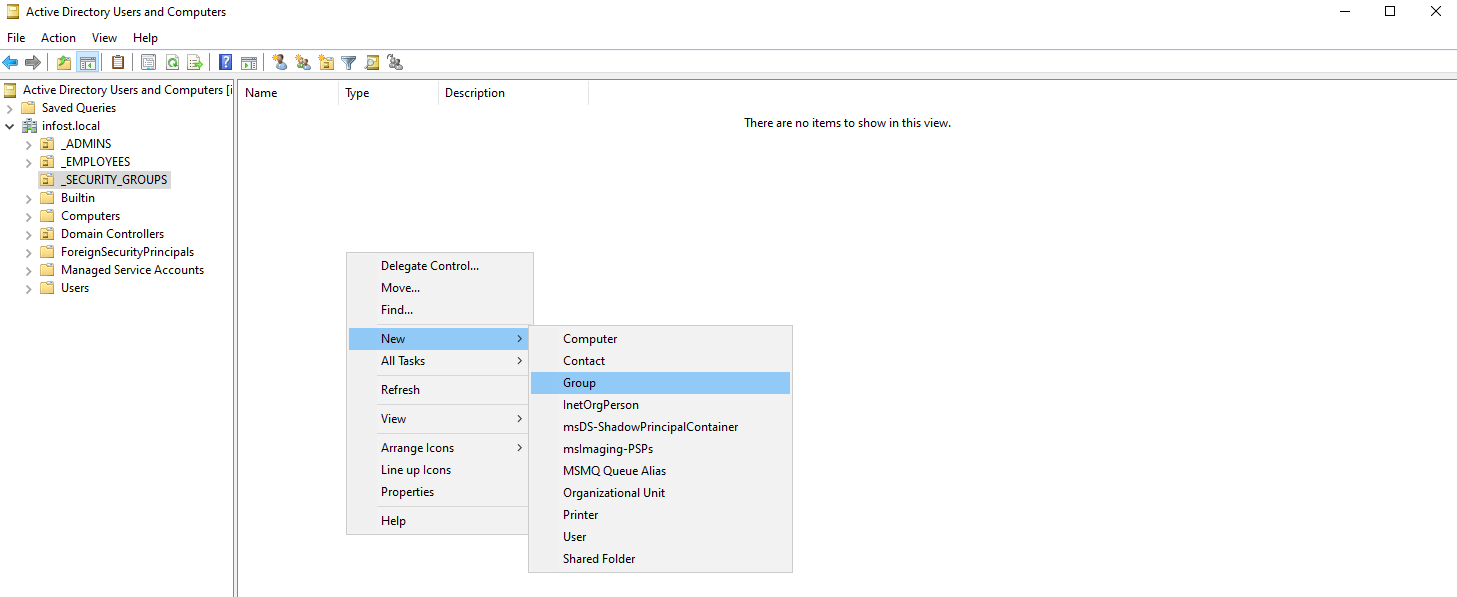 Active Directory Users and Computers
File Action View Help
Active Directory Users and Computers [i
Saved Queries
infost.local
_ADMINS
_EMPLOYEES
_SECURITY_GROUPS
Builtin
Computers
Domain Controllers
ForeignSecurityPrincipals
Managed Service Accounts
Users
Name Type Description
There are no items to show in this view.
Delegate Control...
Move...
Find...
New
All Tasks
Refresh
View
Arrange Icons
Line up Icons
Properties
Help
Computer
Contact
Group
InetOrgPerson
msDS-ShadowPrincipalContainer
msImaging-PSPs
MSMQ Queue Alias
Organizational Unit
Printer
User
Shared Folder